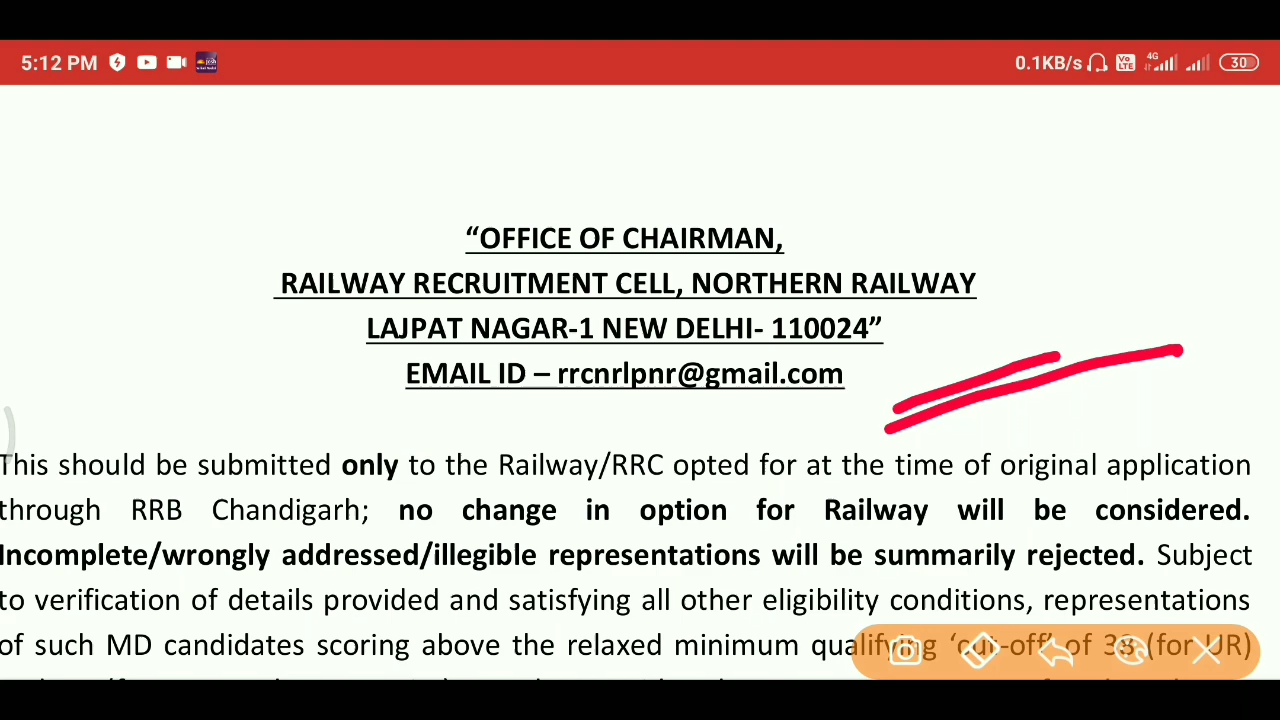 5:12 PM
0.1KB/s Vo LTE 4G 30
“OFFICE OF CHAIRMAN,
RAILWAY RECRUITMENT CELL, NORTHERN RAILWAY
LAJPAT NAGAR-1 NEW DELHI- 110024”
EMAIL ID – rrcnrlpnr@gmail.com
This should be submitted only to the Railway/RRC opted for at the time of original application
through RRB Chandigarh; no change in option for Railway will be considered.
Incomplete/wrongly addressed/illegible representations will be summarily rejected. Subject
to verification of details provided and satisfying all other eligibility conditions, representations
of such MD candidates scoring above the relaxed minimum qualifying ‘cut-off’ of 38 (for UR)